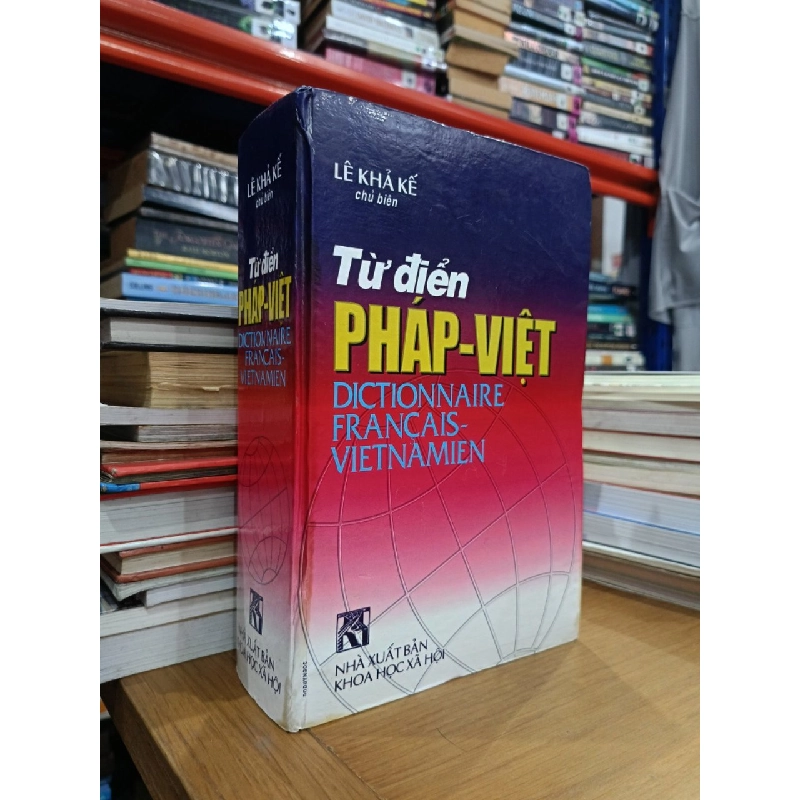 LÊ KHẢ KẾ
chủ biên
Từ điển
PHÁP-VIỆT
DICTIONNAIRE
FRANÇAIS-
VIETNAMIEN
NHÀ XUẤT BẢN
KHOA HỌC XÃ HỘI
LÊ KHẢ KẾ
chủ biên
Từ điển
PHÁP-VIỆT
DICTIONNAIRE
FRANÇAIS-
VIETNAMIEN
NHÀ XUẤT BẢN
KHOA HỌC XÃ HỘI